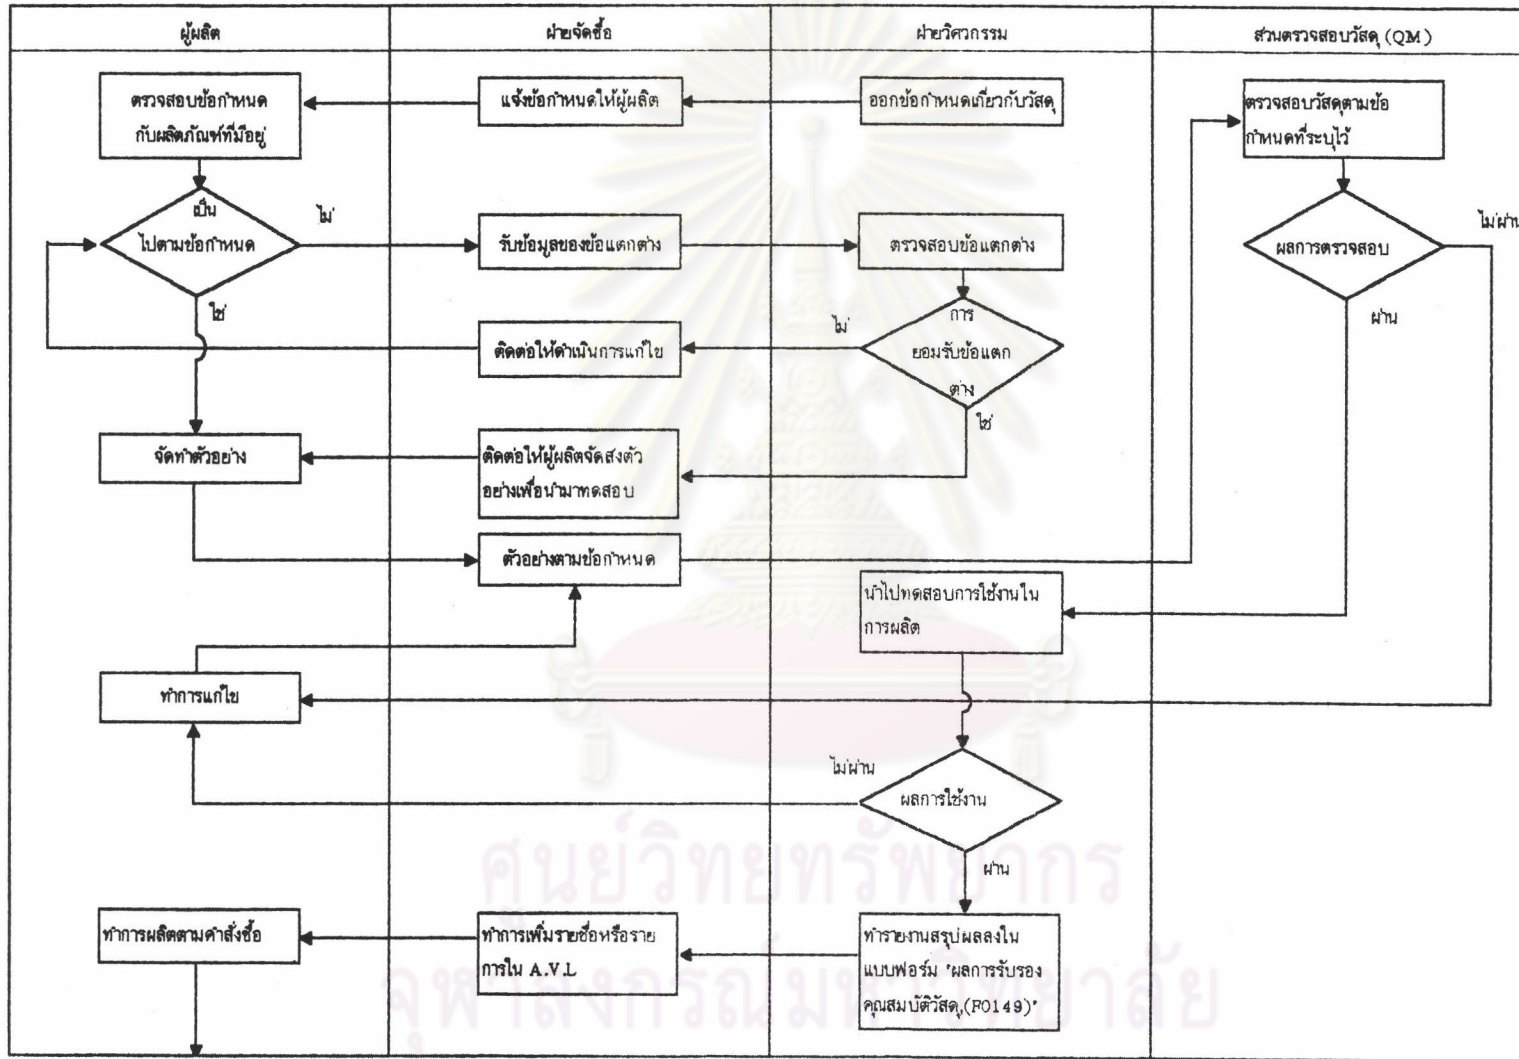 ผู้ผลิต
ฝ่ายจัดซื้อ
ฝ่ายวิศวกรรม
ส่วนตรวจสอบวัสดุ (QM)
ตรวจสอบข้อกำหนด
กับผลิตภัณฑ์ที่มีอยู่
แจ้งข้อกำหนดให้ผู้ผลิต
ออกข้อกำหนดเกี่ยวกับวัสดุ
ตรวจสอบวัสดุตามข้อ
กำหนดที่ระบุไว้
เป็น
ไปตามข้อกำหนด
ไม่
รับข้อมูลของข้อแตกต่าง
ตรวจสอบข้อแตกต่าง
ผลการตรวจสอบ
ไม่ผ่าน
ใช่
ผ่าน
ติดต่อให้ดำเนินการแก้ไข
ไม่
การ
ยอมรับข้อแตก
ต่าง
ใช่
จัดทำตัวอย่าง
ติดต่อให้ผู้ผลิตจัดส่งตัว
อย่างเพื่อนำมาทดสอบ
ตัวอย่างตามข้อกำหนด
นำไปทดสอบการใช้งานใน
การผลิต
ทำการแก้ไข
ไม่ผ่าน
ผลการใช้งาน
ผ่าน
ทำการผลิตตามคำสั่งซื้อ
ทำการเพิ่มรายชื่อหรือราย
การใน A.V.L
ทำรายงานสรุปผลลงใน
แบบฟอร์ม "ผลการรับรอง
คุณสมบัติวัสดุ,(F0149)"
ศูนย์วิทยทรัพยากร
จุฬาลงกรณ์มหาวิทยาลัย